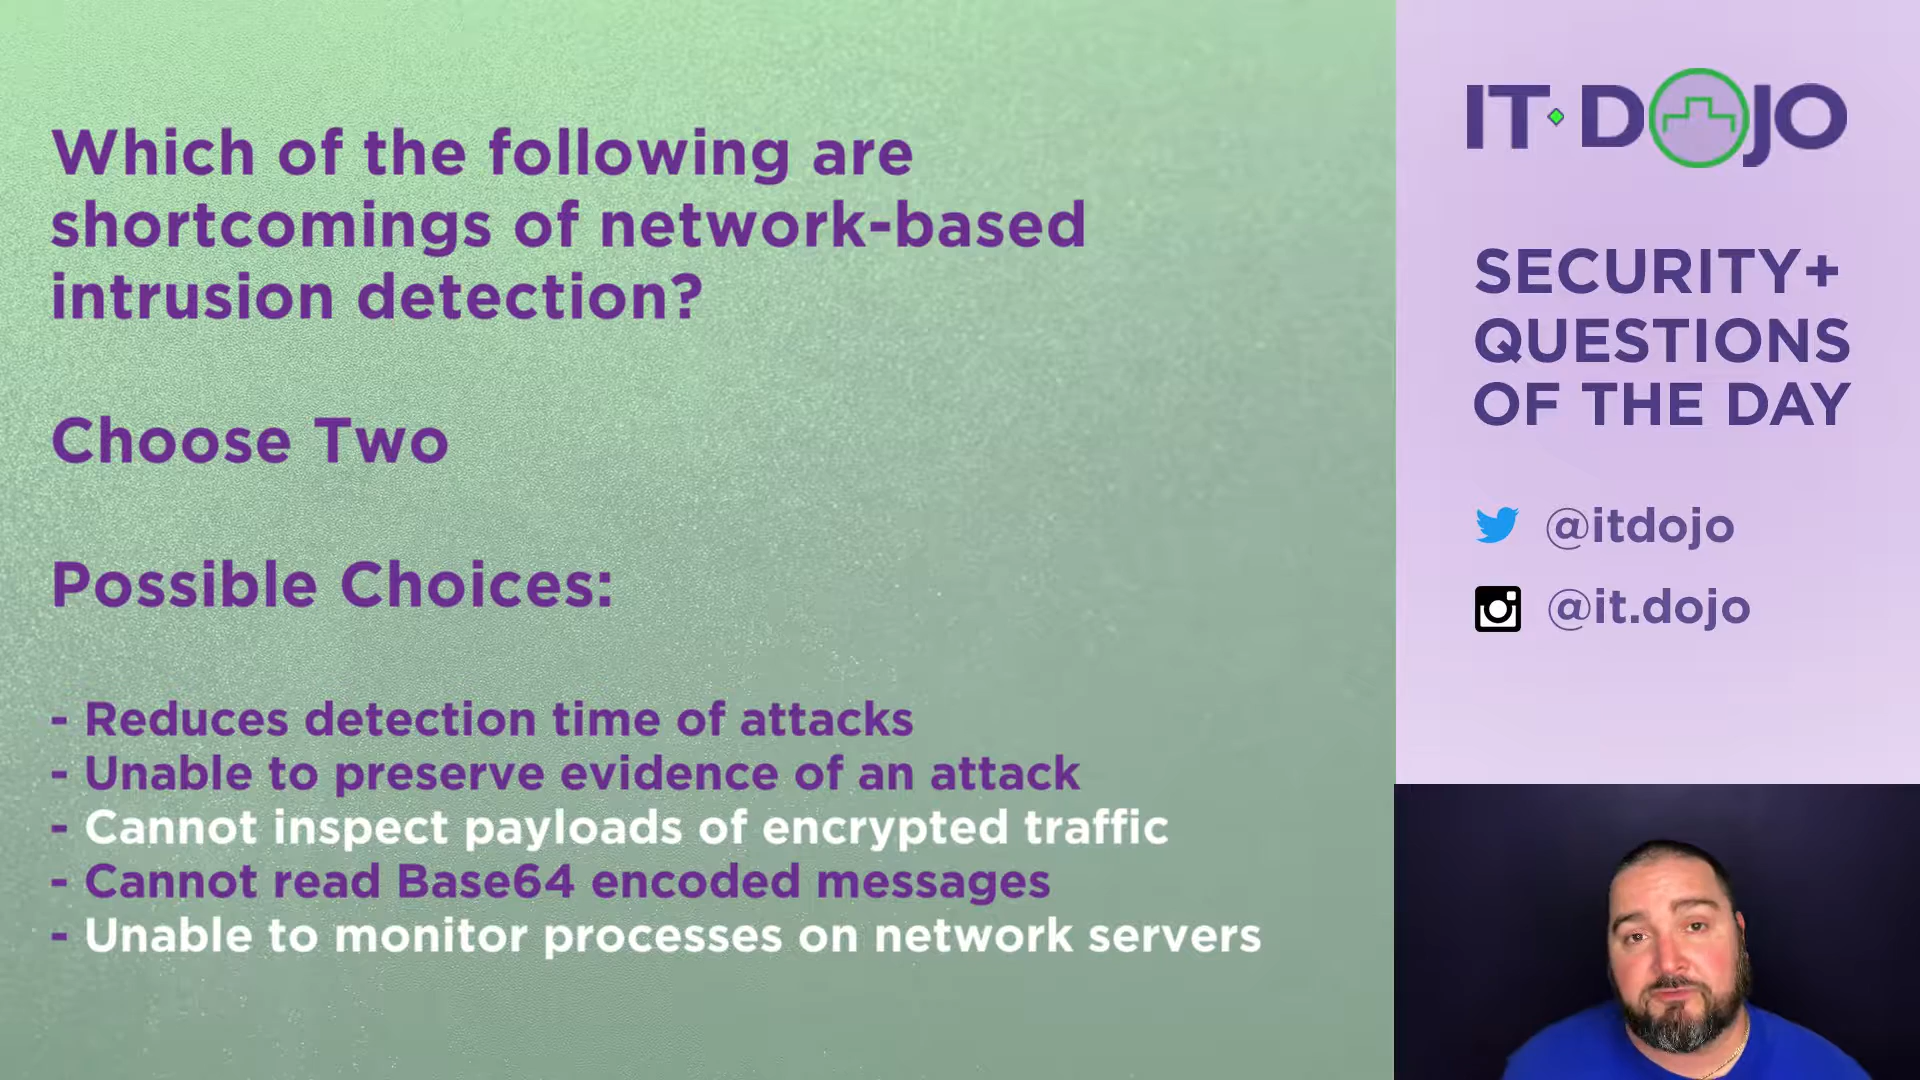 Which of the following are
shortcomings of network-based
intrusion detection?
Choose Two
Possible Choices:
- Reduces detection time of attacks
- Unable to preserve evidence of an attack
- Cannot inspect payloads of encrypted traffic
- Cannot read Base64 encoded messages
- Unable to monitor processes on network servers
IT DOJO
SECURITY+
QUESTIONS
OF THE DAY
@itdojo
@it.dojo